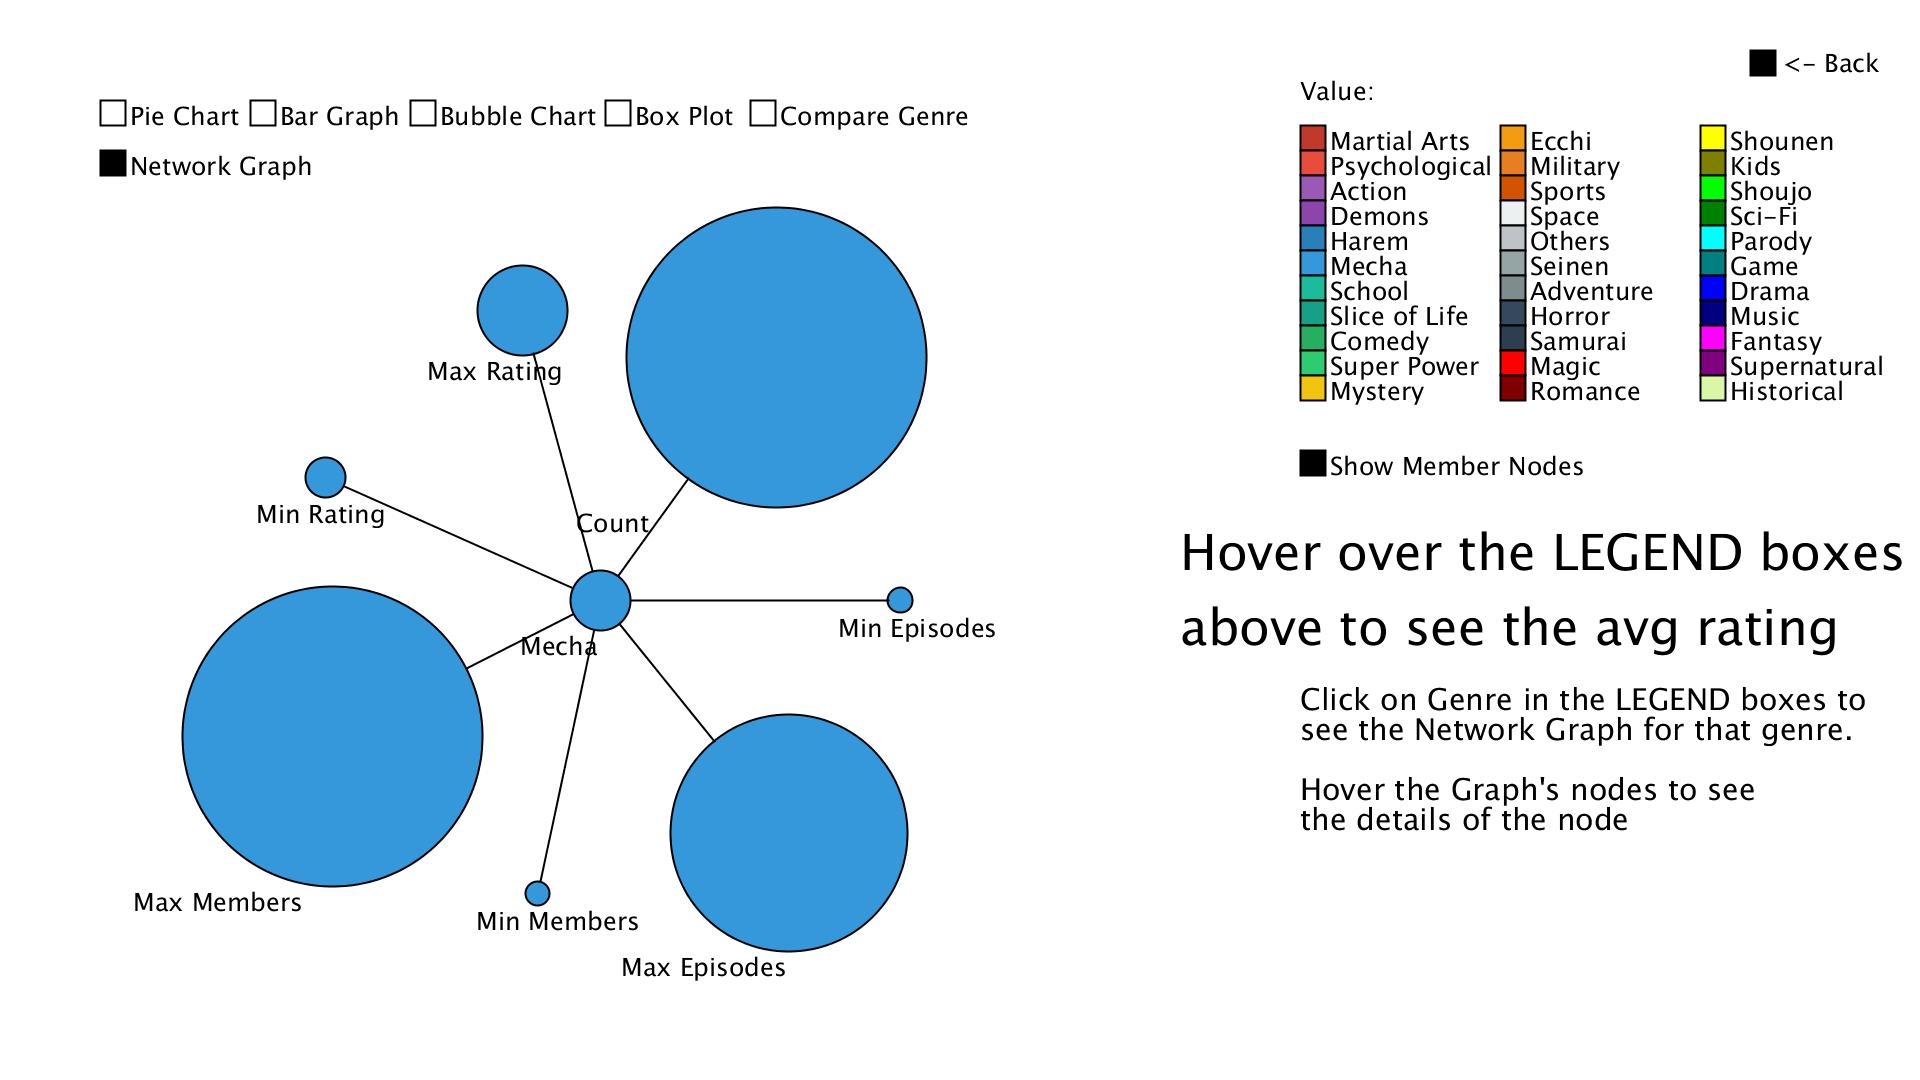 <- Back
Value:
Pie Chart Bar Graph Bubble Chart Box Plot Compare Genre
Network Graph
Martial Arts Ecchi Shounen
Psychological Military Kids
Action Sports Shoujo
Demons Space Sci-Fi
Harem Others Parody
Mecha Seinen Game
School Adventure Drama
Slice of Life Horror Music
Comedy Samurai Fantasy
Super Power Magic Supernatural
Mystery Romance Historical
Show Member Nodes
Max Rating
Min Rating
Count
Min Episodes
Mecha
Max Members
Min Members
Max Episodes
Hover over the LEGEND boxes
above to see the avg rating
Click on Genre in the LEGEND boxes to
see the Network Graph for that genre.
Hover the Graph's nodes to see
the details of the node